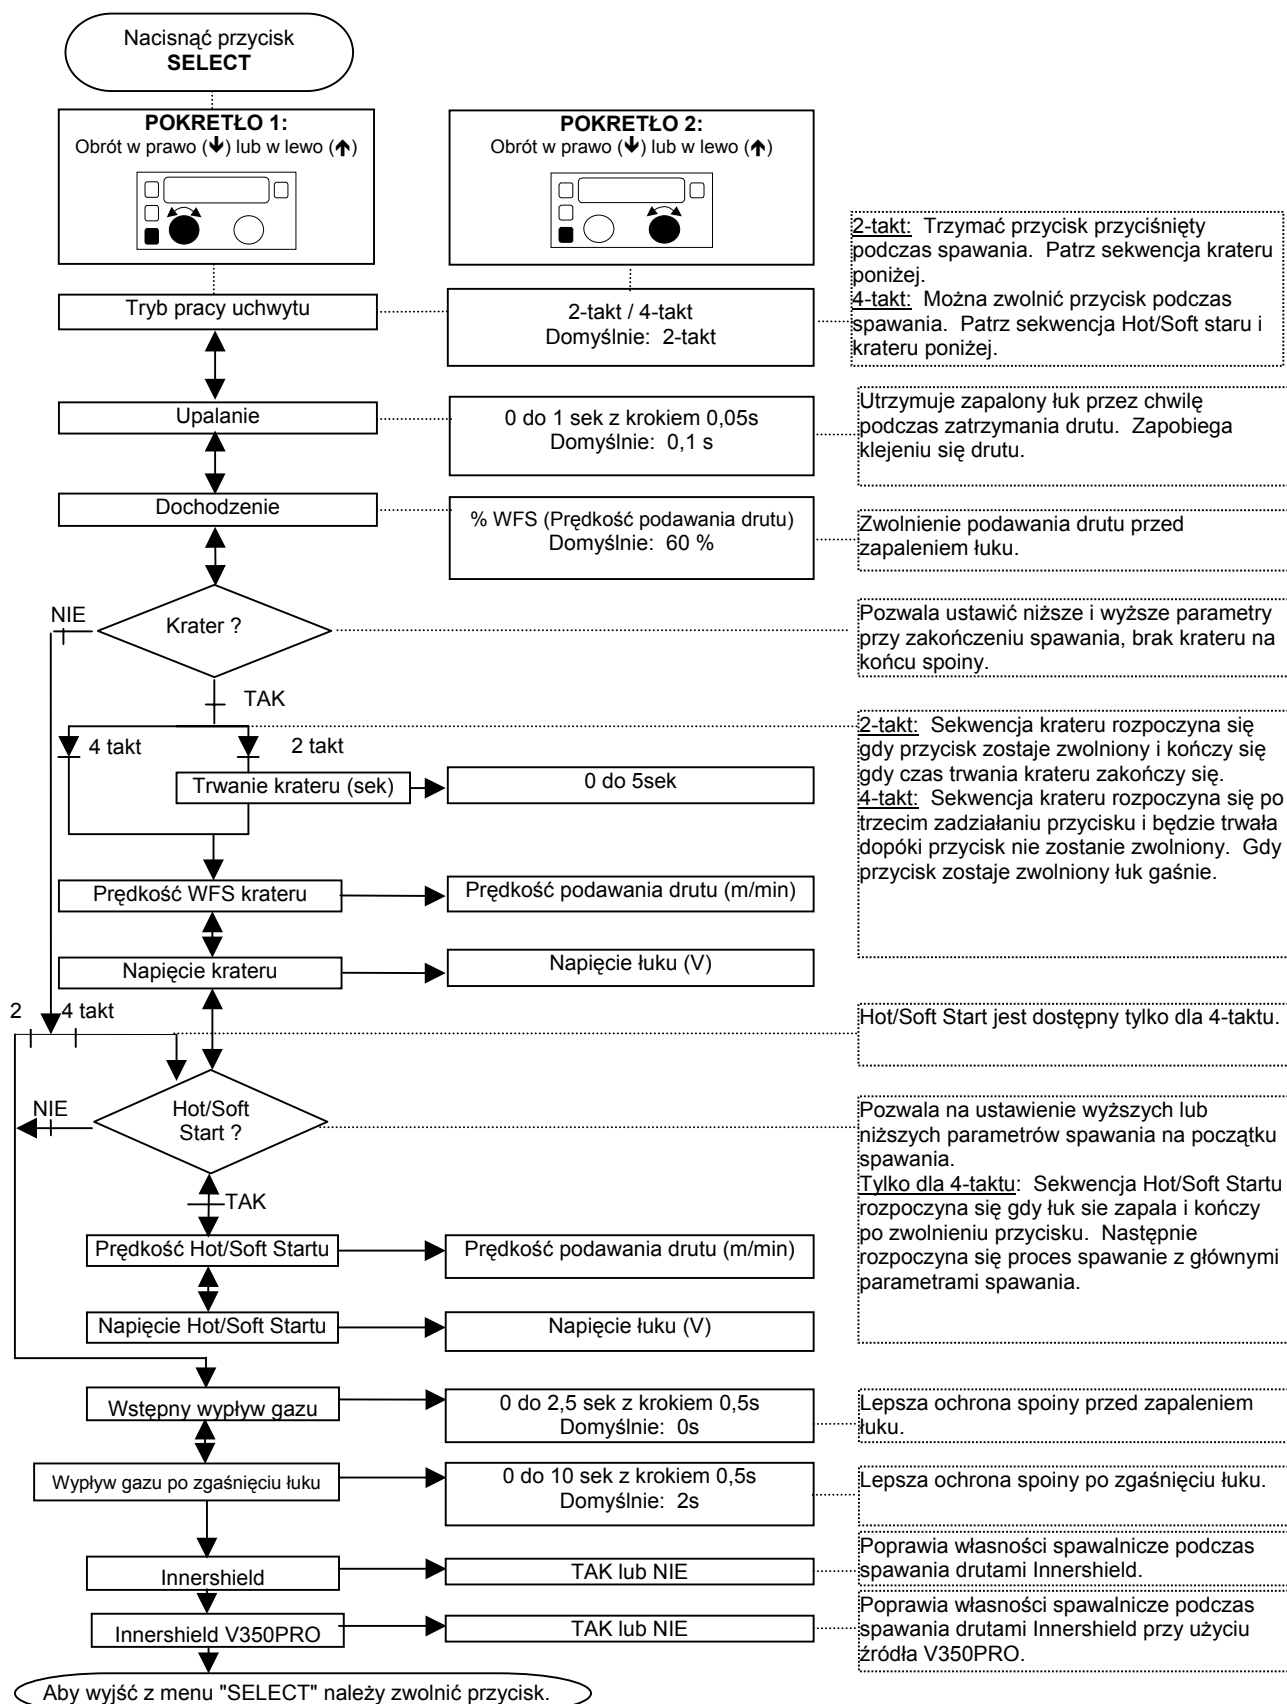 Nacisnąć przycisk
SELECT
POKRETŁO 1:
Obrót w prawo (🡻) lub w lewo (🡹)
POKRETŁO 2:
Obrót w prawo (🡻) lub w lewo (🡹)
Tryb pracy uchwytu
2-takt / 4-takt
Domyślnie: 2-takt
2-takt: Trzymać przycisk przyciśnięty
podczas spawania. Patrz sekwencja krateru
poniżej.
4-takt: Można zwolnić przycisk podczas
spawania. Patrz sekwencja Hot/Soft staru i
krateru poniżej.
Upalanie
0 do 1 sek z krokiem 0,05s
Domyślnie: 0,1 s
Utrzymuje zapalony łuk przez chwilę
podczas zatrzymania drutu. Zapobiega
klejeniu się drutu.
Dochodzenie
% WFS (Prędkość podawania drutu)
Domyślnie: 60 %
Zwolnienie podawania drutu przed
zapaleniem łuku.
NIE
Krater ?
Pozwala ustawić niższe i wyższe parametry
przy zakończeniu spawania, brak krateru na
końcu spoiny.
TAK
4 takt
2 takt
Trwanie krateru (sek)
0 do 5sek
2-takt: Sekwencja krateru rozpoczyna się
gdy przycisk zostaje zwolniony i kończy się
gdy czas trwania krateru zakończy się.
4-takt: Sekwencja krateru rozpoczyna się po
trzecim zadziałaniu przycisku i będzie trwała
dopóki przycisk nie zostanie zwolniony. Gdy
przycisk zostaje zwolniony łuk gaśnie.
Prędkość WFS krateru
Prędkość podawania drutu (m/min)
Napięcie krateru
Napięcie łuku (V)
2
4 takt
Hot/Soft Start jest dostępny tylko dla 4-taktu.
NIE
Hot/Soft
Start ?
Pozwala na ustawienie wyższych lub
niższych parametrów spawania na początku
spawania.
Tylko dla 4-taktu: Sekwencja Hot/Soft Startu
rozpoczyna się gdy łuk sie zapala i kończy
po zwolnieniu przycisku. Następnie
rozpoczyna się proces spawanie z głównymi
parametrami spawania.
TAK
Prędkość Hot/Soft Startu
Prędkość podawania drutu (m/min)
Napięcie Hot/Soft Startu
Napięcie łuku (V)
Wstępny wypływ gazu
0 do 2,5 sek z krokiem 0,5s
Domyślnie: 0s
Lepsza ochrona spoiny przed zapaleniem
łuku.
Wypływ gazu po zgaśnięciu łuku
0 do 10 sek z krokiem 0,5s
Domyślnie: 2s
Lepsza ochrona spoiny po zgaśnięciu łuku.
Innershield
TAK lub NIE
Poprawia własności spawalnicze podczas
spawania drutami Innershield.
Innershield V350PRO
TAK lub NIE
Poprawia własności spawalnicze podczas
spawania drutami Innershield przy użyciu
źródła V350PRO.
Aby wyjść z menu "SELECT" należy zwolnić przycisk.